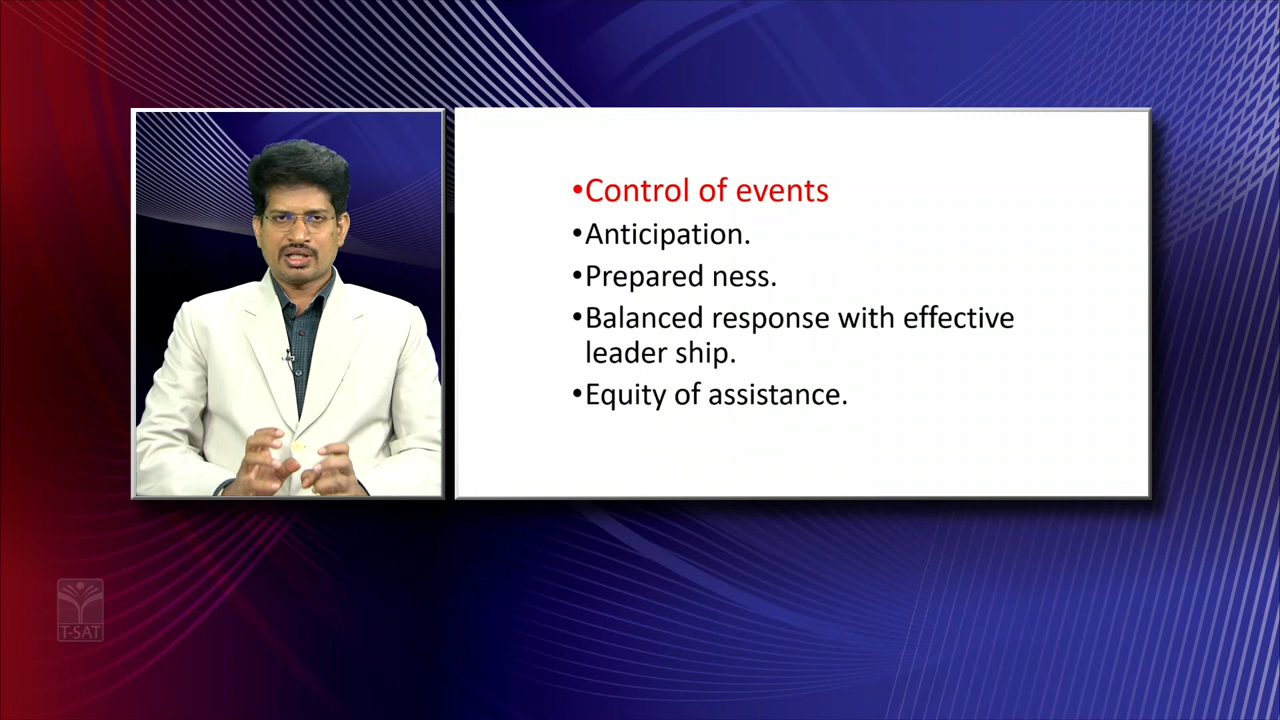 •Control of events
•Anticipation.
•Prepared ness.
•Balanced response with effective
leader ship.
•Equity of assistance.
T-SAT